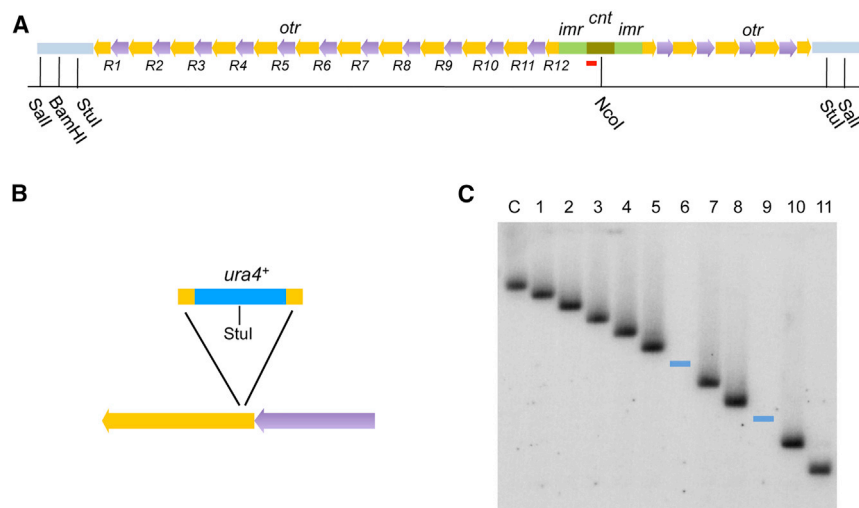 A
otr
imr
cnt
imr
otr
R1 R2 R3 R4 R5 R6 R7 R8 R9 R10 R11 R12
SalI
BamHI
StuI
NcoI
StuI
SalI
B
ura4+
StuI
C
C 1 2 3 4 5 6 7 8 9 10 11